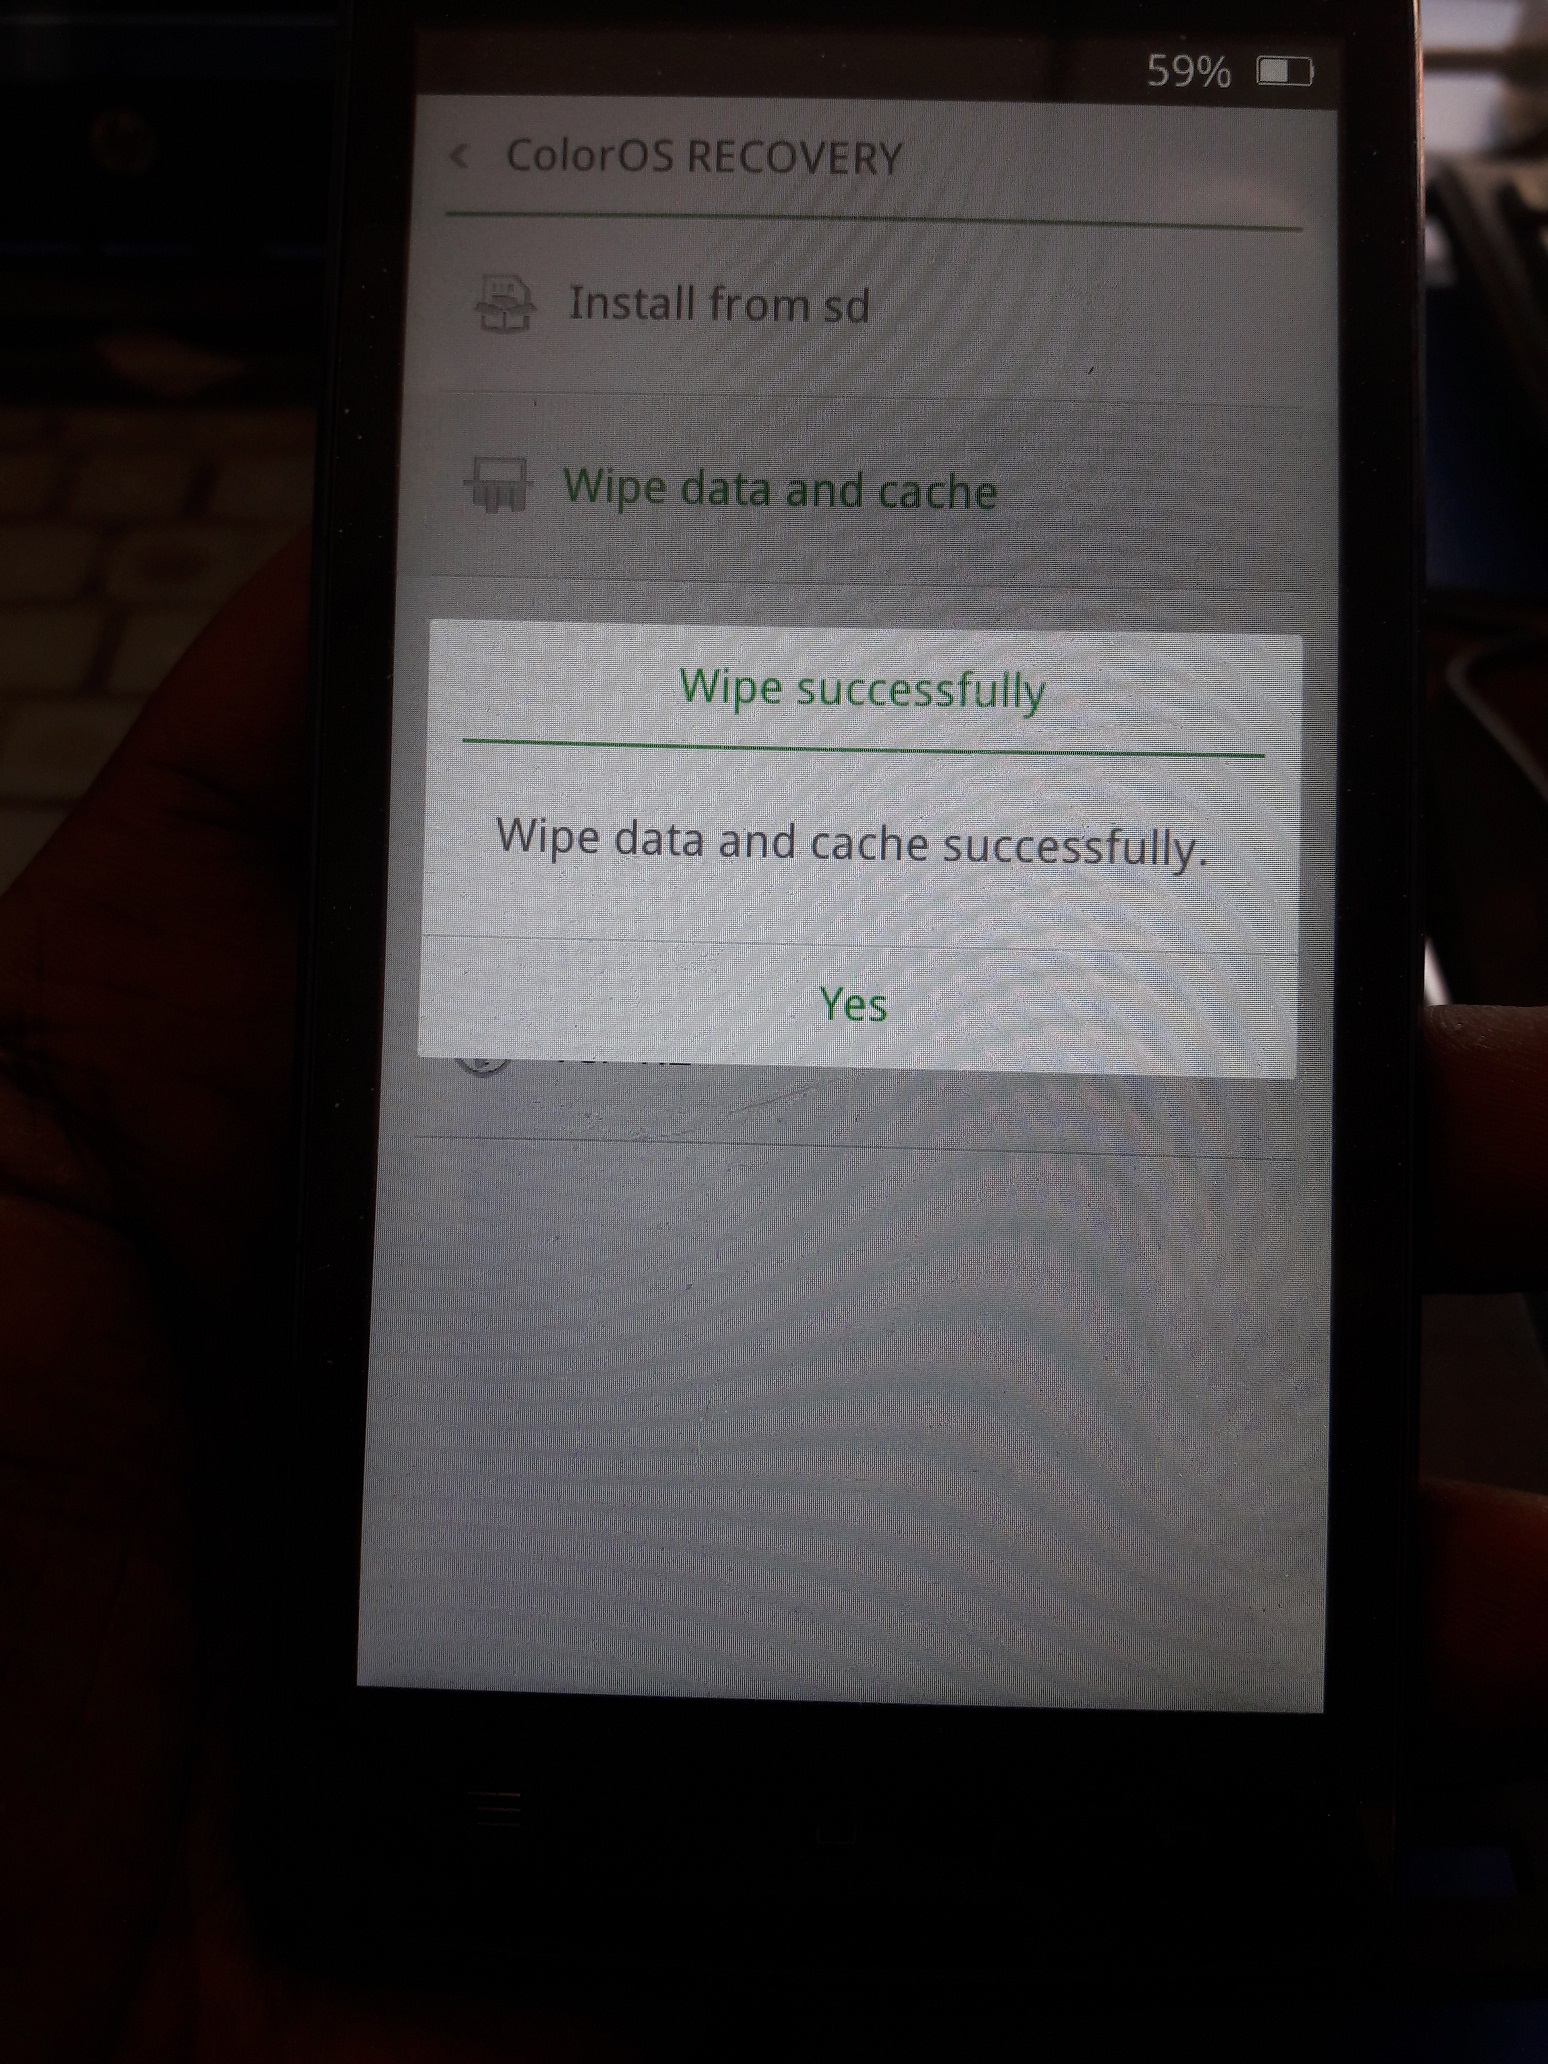 59%
ColorOS RECOVERY
Install from sd
Wipe data and cache
Wipe successfully
Wipe data and cache successfully.
Yes